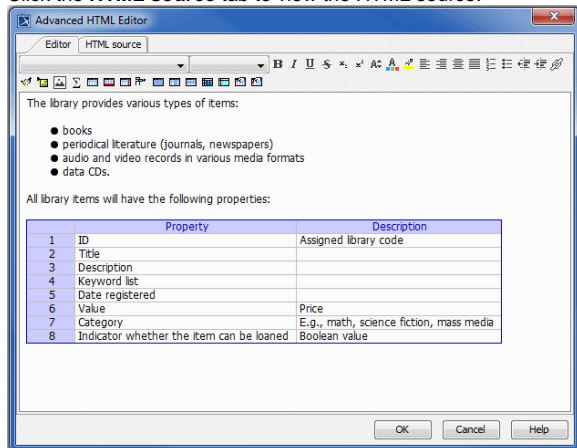 Click the HTML source tab to view the HTML source.
Advanced HTML Editor
Editor HTML source
B I U S
The library provides various types of items:
● books
● periodical literature (journals, newspapers)
● audio and video records in various media formats
● data CDs.
All library items will have the following properties:
Property Description
1 ID Assigned library code
2 Title
3 Description
4 Keyword list
5 Date registered
6 Value Price
7 Category E.g., math, science fiction, mass media
8 Indicator whether the item can be loaned Boolean value
OK Cancel Help